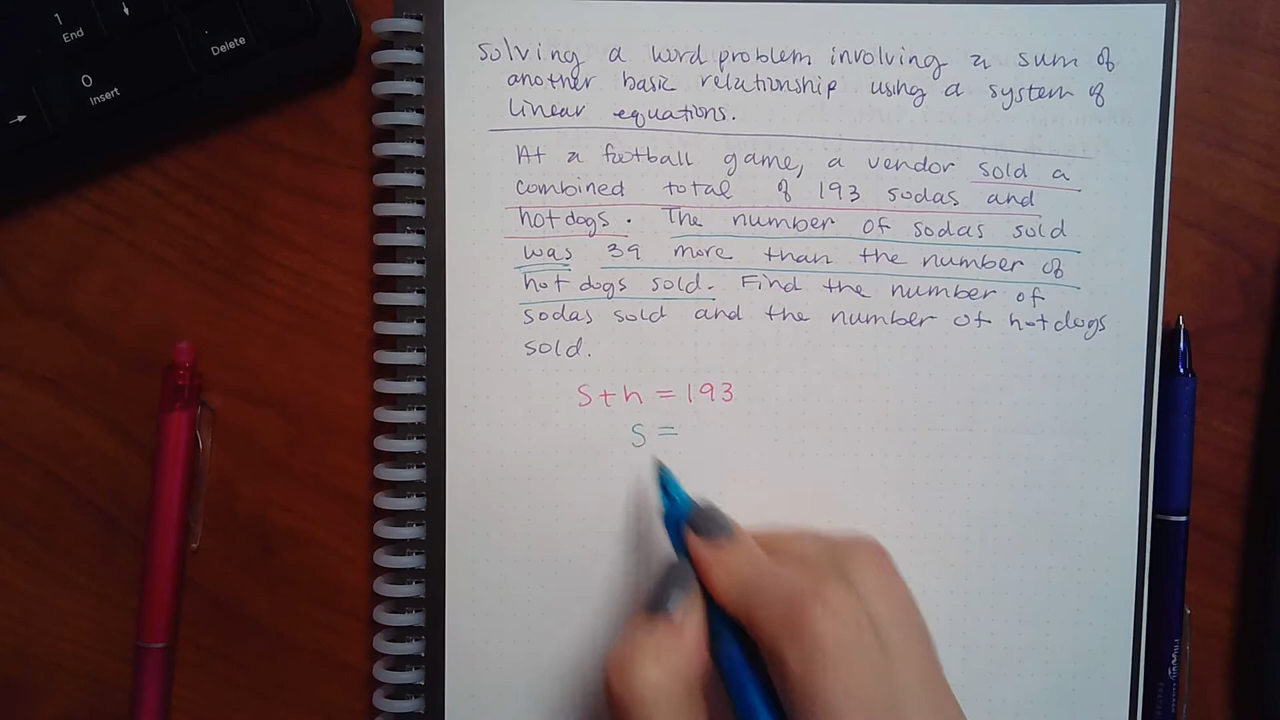 1
End
↓
.
Delete
0
Insert
→
solving a word problem involving a sum of
another basic relationship using a system of
linear equations.
At a football game, a vendor sold a
combined total of 193 sodas and
hotdogs. The number of sodas sold
was 39 more than the number of
hotdogs sold. Find the number of
sodas sold and the number of hotdogs
sold.
S+h = 193
S =